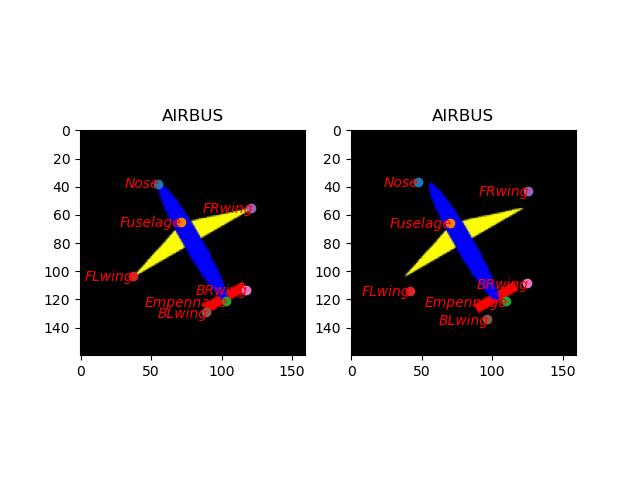 AIRBUS
0
20
40
60
80
100
120
140
0
50
100
150
Nose
FRwing
Fuselage
FLwing
BRwing
Empennage
BLwing
AIRBUS
0
20
40
60
80
100
120
140
0
50
100
150
Nose
FRwing
Fuselage
FLwing
BRwing
Empennage
BLwing